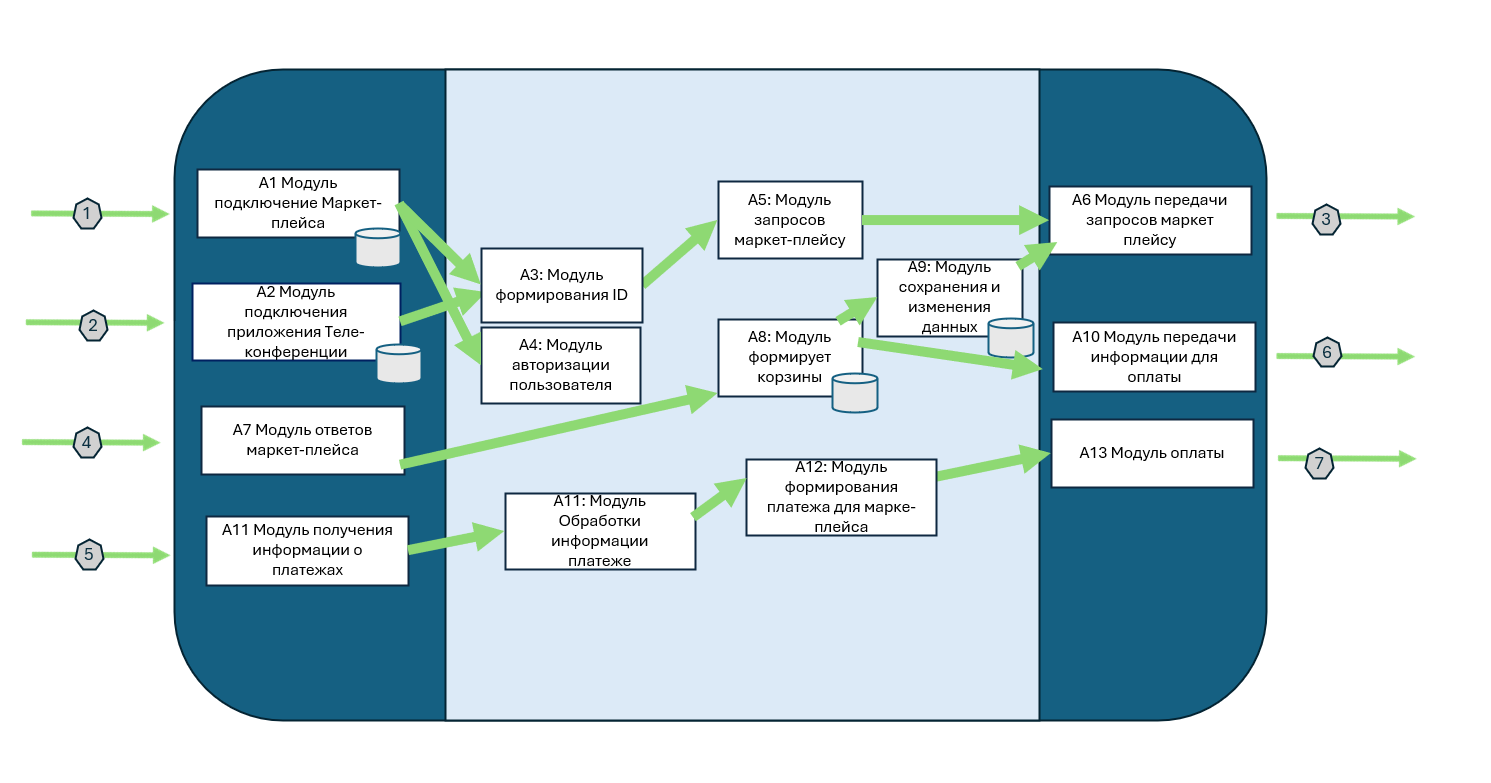 1
А1 Модуль
подключение Маркет-
плейса
2
А2 Модуль
подключения
приложения Теле-
конференции
4
А7 Модуль ответов
маркет-плейса
5
А11 Модуль получения
информации о
платежах
А3: Модуль
формирования ID
А4: Модуль
авторизации
пользователя
А11: Модуль
Обработки
информации
платеже
А5: Модуль
запросов
маркет-плейсу
А8: Модуль
формирует
корзины
А9: Модуль
сохранения и
изменения
данных
А12: Модуль
формирования
платежа для марке-
плейса
А6 Модуль передачи
запросов маркет
плейсу
3
А10 Модуль передачи
информации для
оплаты
6
А13 Модуль оплаты
7